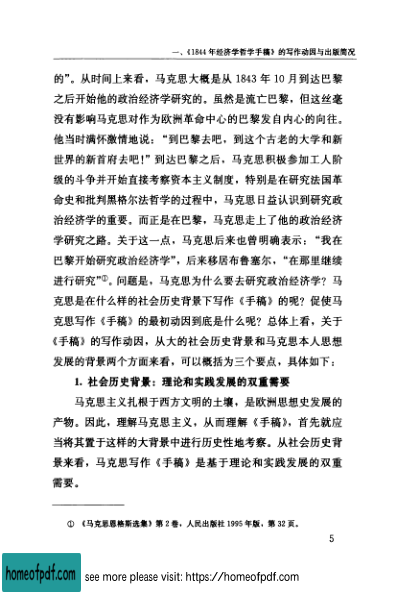 一、《1844 年经济学哲学手稿》的写作动因与出版简况
的”。从时间上来看，马克思大概是从 1843 年 10 月到达巴黎
之后开始他的政治经济学研究的。虽然是流亡巴黎，但这丝毫
没有影响马克思对作为欧洲革命中心的巴黎发自内心的向往。
他当时满怀激情地说：“到巴黎去吧，到这个古老的大学和新
世界的新首府去吧！”到达巴黎之后，马克思积极参加工人阶
级的斗争并开始直接考察资本主义制度，特别是在研究法国革
命史和批判黑格尔法哲学的过程中，马克思日益认识到研究政
治经济学的重要。而正是在巴黎，马克思走上了他的政治经济
学研究之路。关于这一点，马克思后来也曾明确表示：“我在
巴黎开始研究政治经济学”，后来移居布鲁塞尔，“在那里继续
进行研究”①。问题是，马克思为什么要去研究政治经济学？马
克思是在什么样的社会历史背景下写作《手稿》的呢？促使马
克思写作《手稿》的最初动因到底是什么呢？总体上看，关于
《手稿》的写作动因，从大的社会历史背景和马克思本人思想
发展的背景两个方面来看，可以概括为三个要点，具体如下：
1. 社会历史背景：理论和实践发展的双重需要
马克思主义扎根于西方文明的土壤，是欧洲思想史发展的
产物。因此，理解马克思主义，从而理解《手稿》，首先就应
当将其置于这样的大背景中进行历史性地考察。从社会历史背
景来看，马克思写作《手稿》是基于理论和实践发展的双重
需要。
① 《马克思恩格斯选集》第 2 卷，人民出版社 1995 年版，第 32 页。
5
homeofpdf.com
see more please visit: https://homeofpdf.com